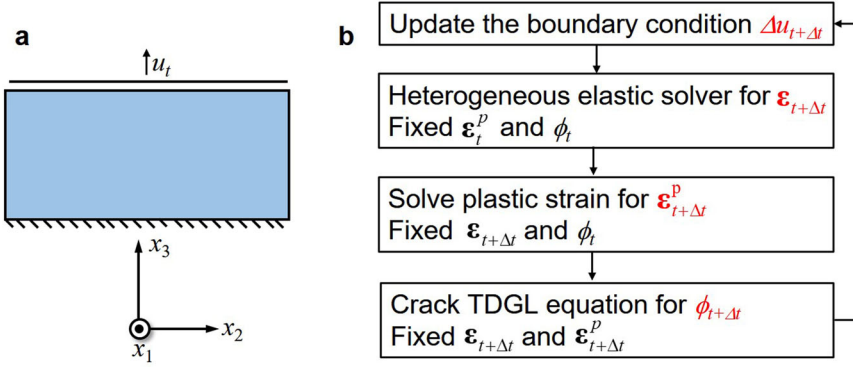 a
u_t
x_3
x_2
x_1
b
Update the boundary condition Δu_{t+Δt}
Heterogeneous elastic solver for ε_{t+Δt}
Fixed ε_t^p and ϕ_t
Solve plastic strain for ε_{t+Δt}^p
Fixed ε_{t+Δt} and ϕ_t
Crack TDGL equation for ϕ_{t+Δt}
Fixed ε_{t+Δt} and ε_{t+Δt}^p